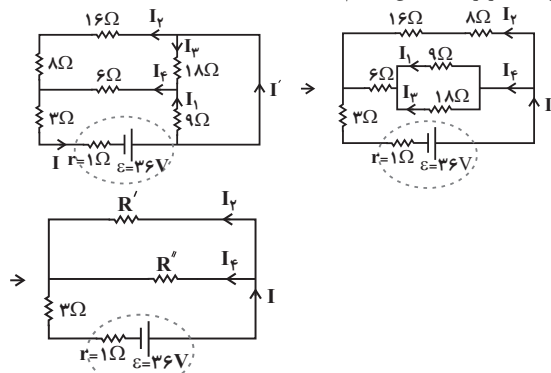 ۱۶Ω I۲
I۳
۸Ω ۱۸Ω
۶Ω I۴
I′
I۱
۳Ω ۹Ω
I r=۱Ω ε=۳۶V
۱۶Ω ۸Ω I۲
I۱ ۹Ω
۶Ω I۴
I۳ ۱۸Ω
۳Ω I
r=۱Ω ε=۳۶V
R′ I۲
R″ I۴
۳Ω I
r=۱Ω ε=۳۶V